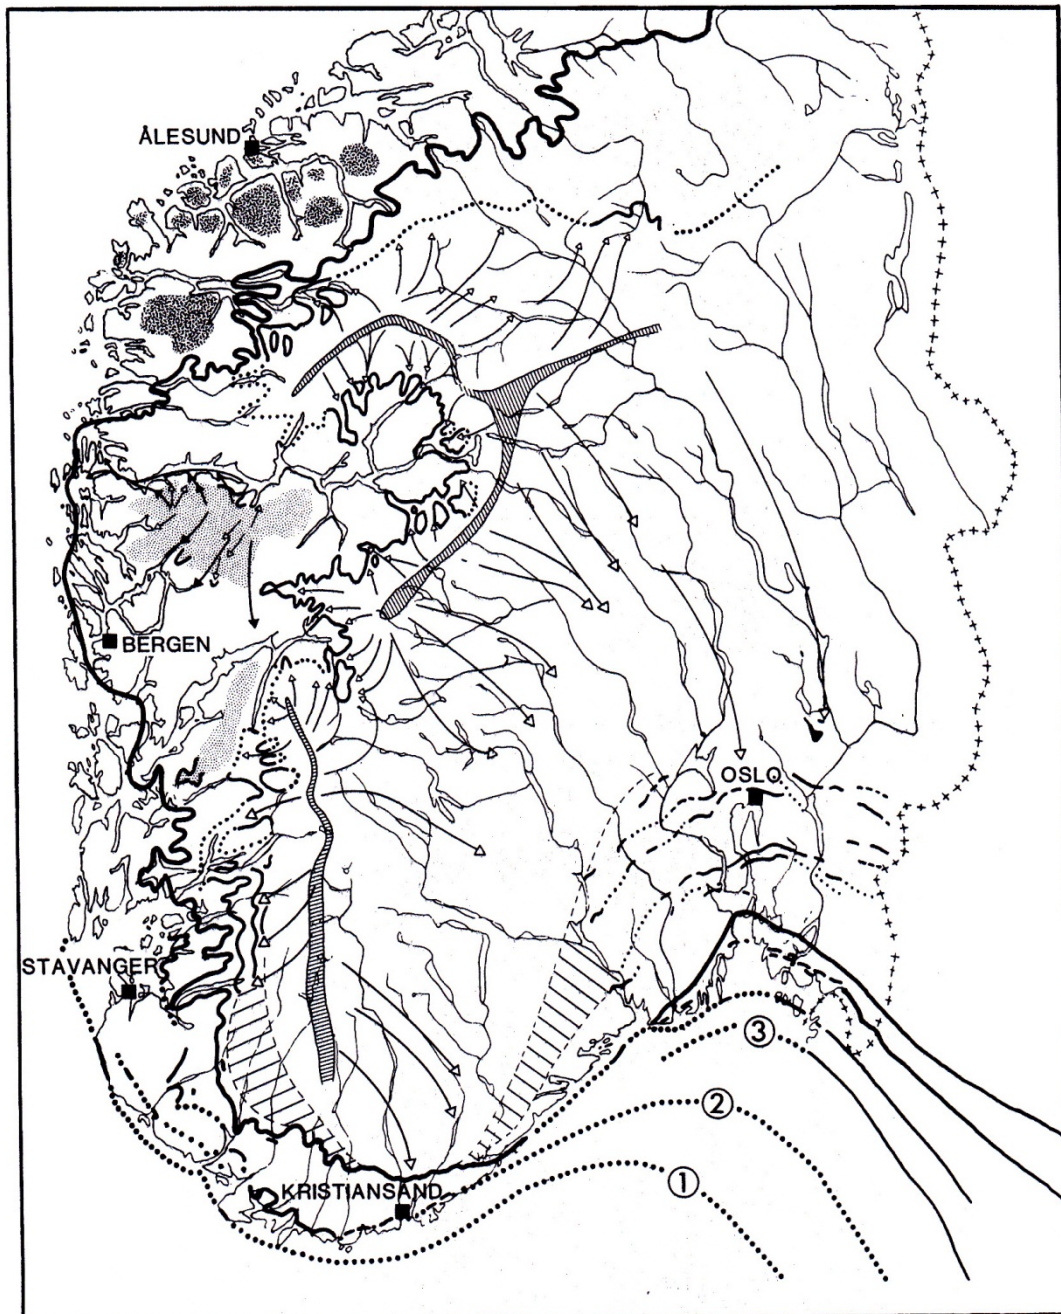 ÅLESUND
BERGEN
OSLO
STAVANGER
③
②
①
KRISTIANSAND